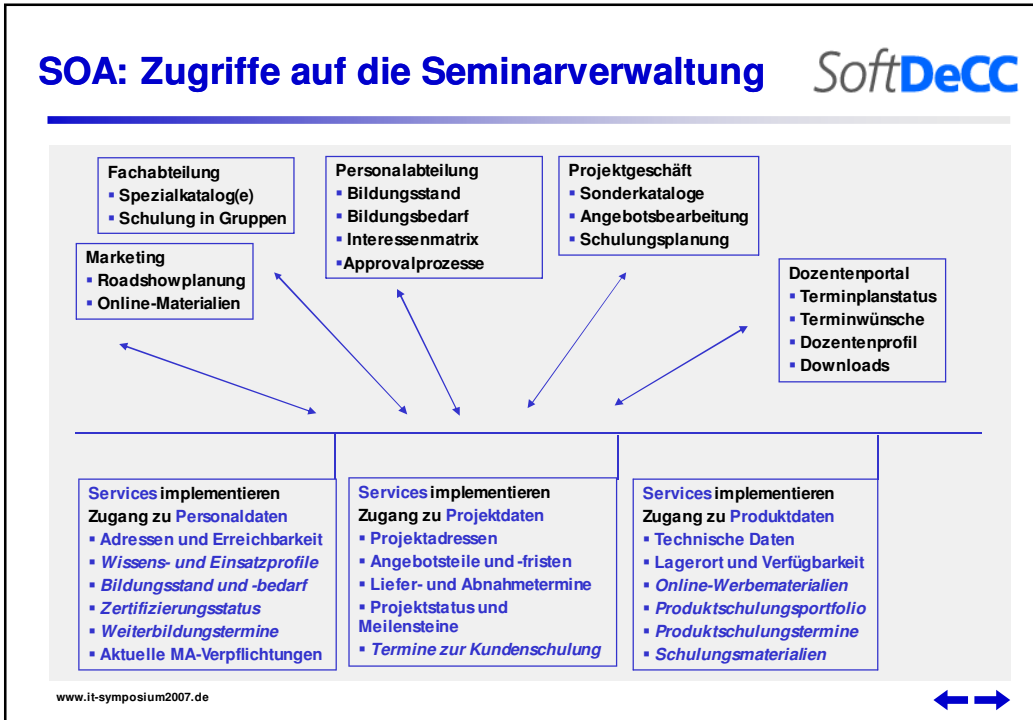 SOA: Zugriffe auf die Seminarverwaltung
SoftDeCC
Fachabteilung
▪ Spezialkatalog(e)
▪ Schulung in Gruppen
Personalabteilung
▪ Bildungsstand
▪ Bildungsbedarf
▪ Interessenmatrix
▪Approvalprozesse
Projektgeschäft
▪ Sonderkataloge
▪ Angebotsbearbeitung
▪ Schulungsplanung
Marketing
▪ Roadshowplanung
▪ Online-Materialien
Dozentenportal
▪ Terminplanstatus
▪ Terminwünsche
▪ Dozentenprofil
▪ Downloads
Services implementieren
Zugang zu Personaldaten
▪ Adressen und Erreichbarkeit
▪ Wissens- und Einsatzprofile
▪ Bildungsstand und -bedarf
▪ Zertifizierungsstatus
▪ Weiterbildungstermine
▪ Aktuelle MA-Verpflichtungen
Services implementieren
Zugang zu Projektdaten
▪ Projektadressen
▪ Angebotsteile und -fristen
▪ Liefer- und Abnahmetermine
▪ Projektstatus und
Meilensteine
▪ Termine zur Kundenschulung
Services implementieren
Zugang zu Produktdaten
▪ Technische Daten
▪ Lagerort und Verfügbarkeit
▪ Online-Werbematerialien
▪ Produktschulungsportfolio
▪ Produktschulungstermine
▪ Schulungsmaterialien
www.it-symposium2007.de